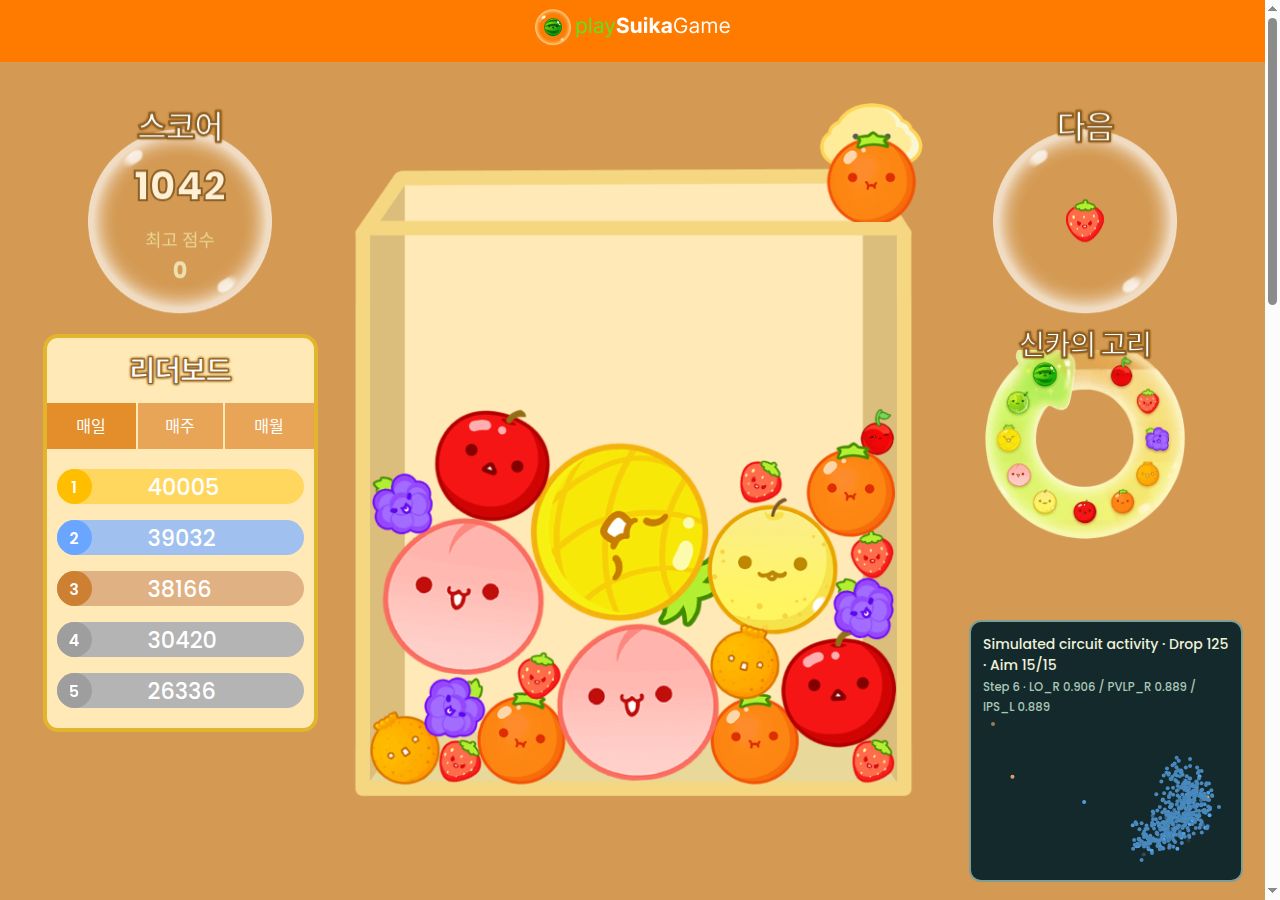 playSuikaGame
스코어
1042
최고 점수
0
다음
리더보드
매일 매주 매월
1 40005
2 39032
3 38166
4 30420
5 26336
신카의 고리
Simulated circuit activity · Drop 125
· Aim 15/15
Step 6 · LO_R 0.906 / PVLP_R 0.889 /
IPS_L 0.889